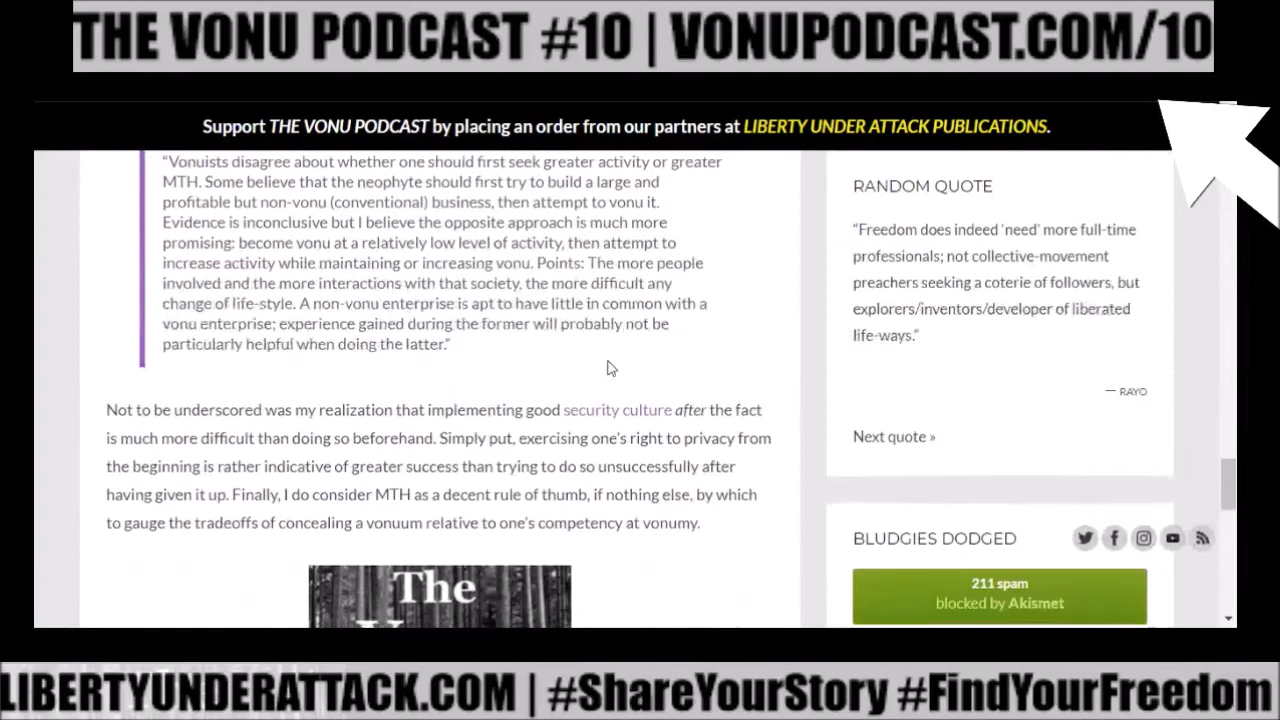 THE VONU PODCAST #10 | VONUPODCAST.COM/10
Support THE VONU PODCAST by placing an order from our partners at LIBERTY UNDER ATTACK PUBLICATIONS.
“Vonuists disagree about whether one should first seek greater activity or greater
MTH. Some believe that the neophyte should first try to build a large and
profitable but non-vonu (conventional) business, then attempt to vonu it.
Evidence is inconclusive but I believe the opposite approach is much more
promising: become vonu at a relatively low level of activity, then attempt to
increase activity while maintaining or increasing vonu. Points: The more people
involved and the more interactions with that society, the more difficult any
change of life-style. A non-vonu enterprise is apt to have little in common with a
vonu enterprise; experience gained during the former will probably not be
particularly helpful when doing the latter.”
Not to be underscored was my realization that implementing good security culture after the fact
is much more difficult than doing so beforehand. Simply put, exercising one’s right to privacy from
the beginning is rather indicative of greater success than trying to do so unsuccessfully after
having given it up. Finally, I do consider MTH as a decent rule of thumb, if nothing else, by which
to gauge the tradeoffs of concealing a vonuum relative to one’s competency at vonumy.
The
RANDOM QUOTE
“Freedom does indeed ‘need’ more full-time
professionals; not collective-movement
preachers seeking a coterie of followers, but
explorers/inventors/developer of liberated
life-ways.”
— RAYO
Next quote »
BLUDGIES DODGED
211 spam
blocked by Akismet
LIBERTYUNDERATTACK.COM | #ShareYourStory #FindYourFreedom